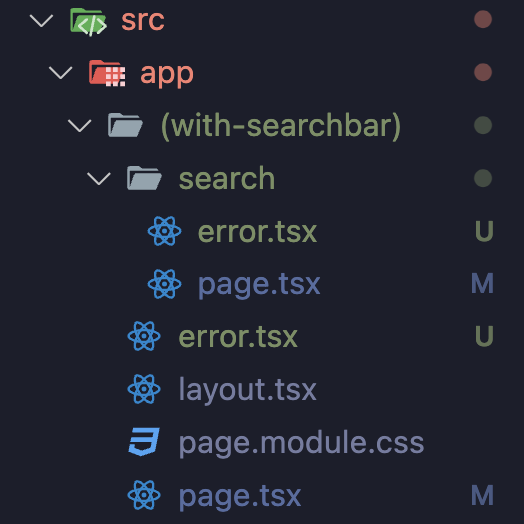 src
app
(with-searchbar)
search
error.tsx U
page.tsx M
error.tsx U
layout.tsx
page.module.css
page.tsx M